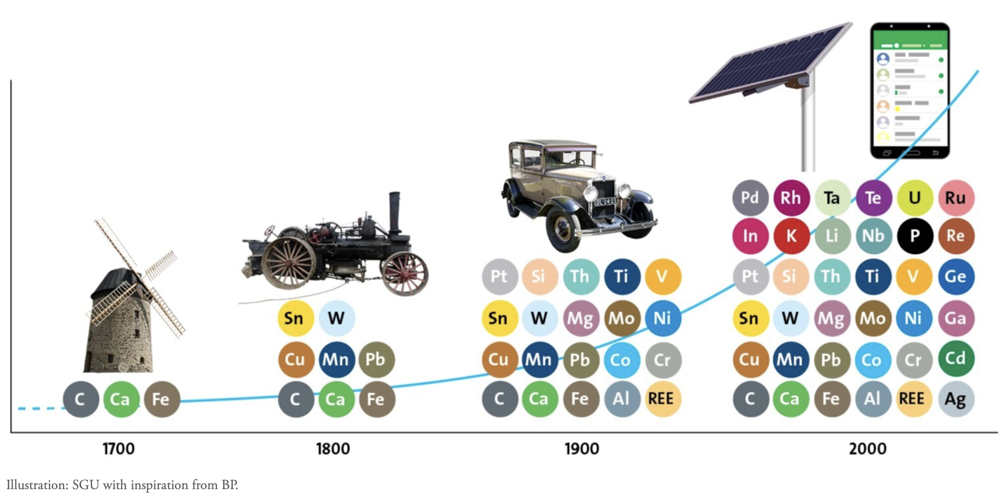 Pd Rh Ta Te U Ru
In K Li Nb P Re
Pt Si Th Ti V Pt Si Th Ti V Ge
Sn W Sn W Mg Mo Ni Sn W Mg Mo Ni Ga
Cu Mn Pb Cu Mn Pb Co Cr Cu Mn Pb Co Cr Cd
C Ca Fe C Ca Fe C Ca Fe Al REE C Ca Fe Al REE Ag
1700 1800 1900 2000
Illustration: SGU with inspiration from BP.